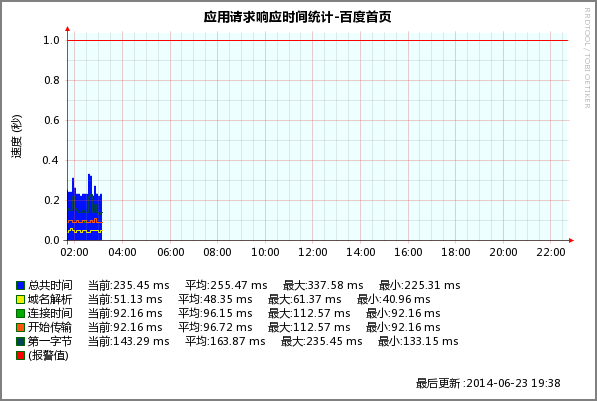 应用请求响应时间统计-百度首页
RRDTOOL / TOBI OETIKER
速度 (秒)
1.0
0.8
0.6
0.4
0.2
0.0
02:00 04:00 06:00 08:00 10:00 12:00 14:00 16:00 18:00 20:00 22:00
总共时间 当前:235.45 ms 平均:255.47 ms 最大:337.58 ms 最小:225.31 ms
域名解析 当前:51.13 ms 平均:48.35 ms 最大:61.37 ms 最小:40.96 ms
连接时间 当前:92.16 ms 平均:96.15 ms 最大:112.57 ms 最小:92.16 ms
开始传输 当前:92.16 ms 平均:96.72 ms 最大:112.57 ms 最小:92.16 ms
第一字节 当前:143.29 ms 平均:163.87 ms 最大:235.45 ms 最小:133.15 ms
(报警值)
最后更新 :2014-06-23 19:38